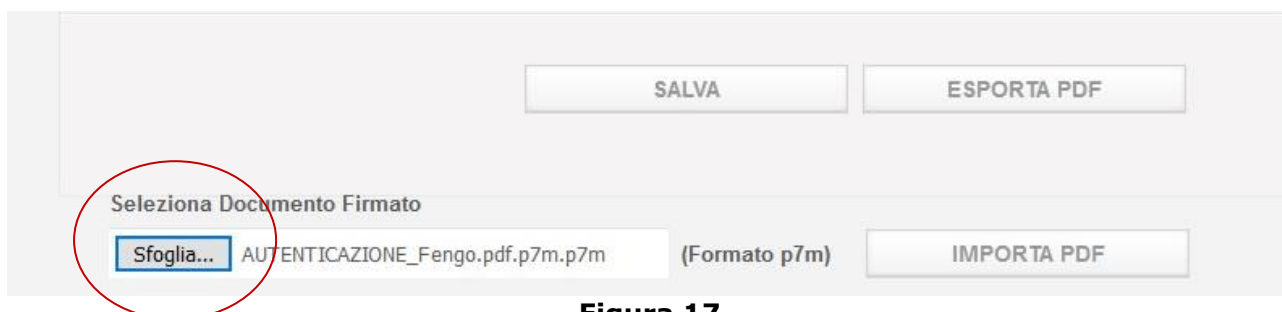 SALVA ESPORTA PDF
Seleziona Documento Firmato
Sfoglia... AUTENTICAZIONE_Fengo.pdf.p7m.p7m (Formato p7m) IMPORTA PDF
Figura 17